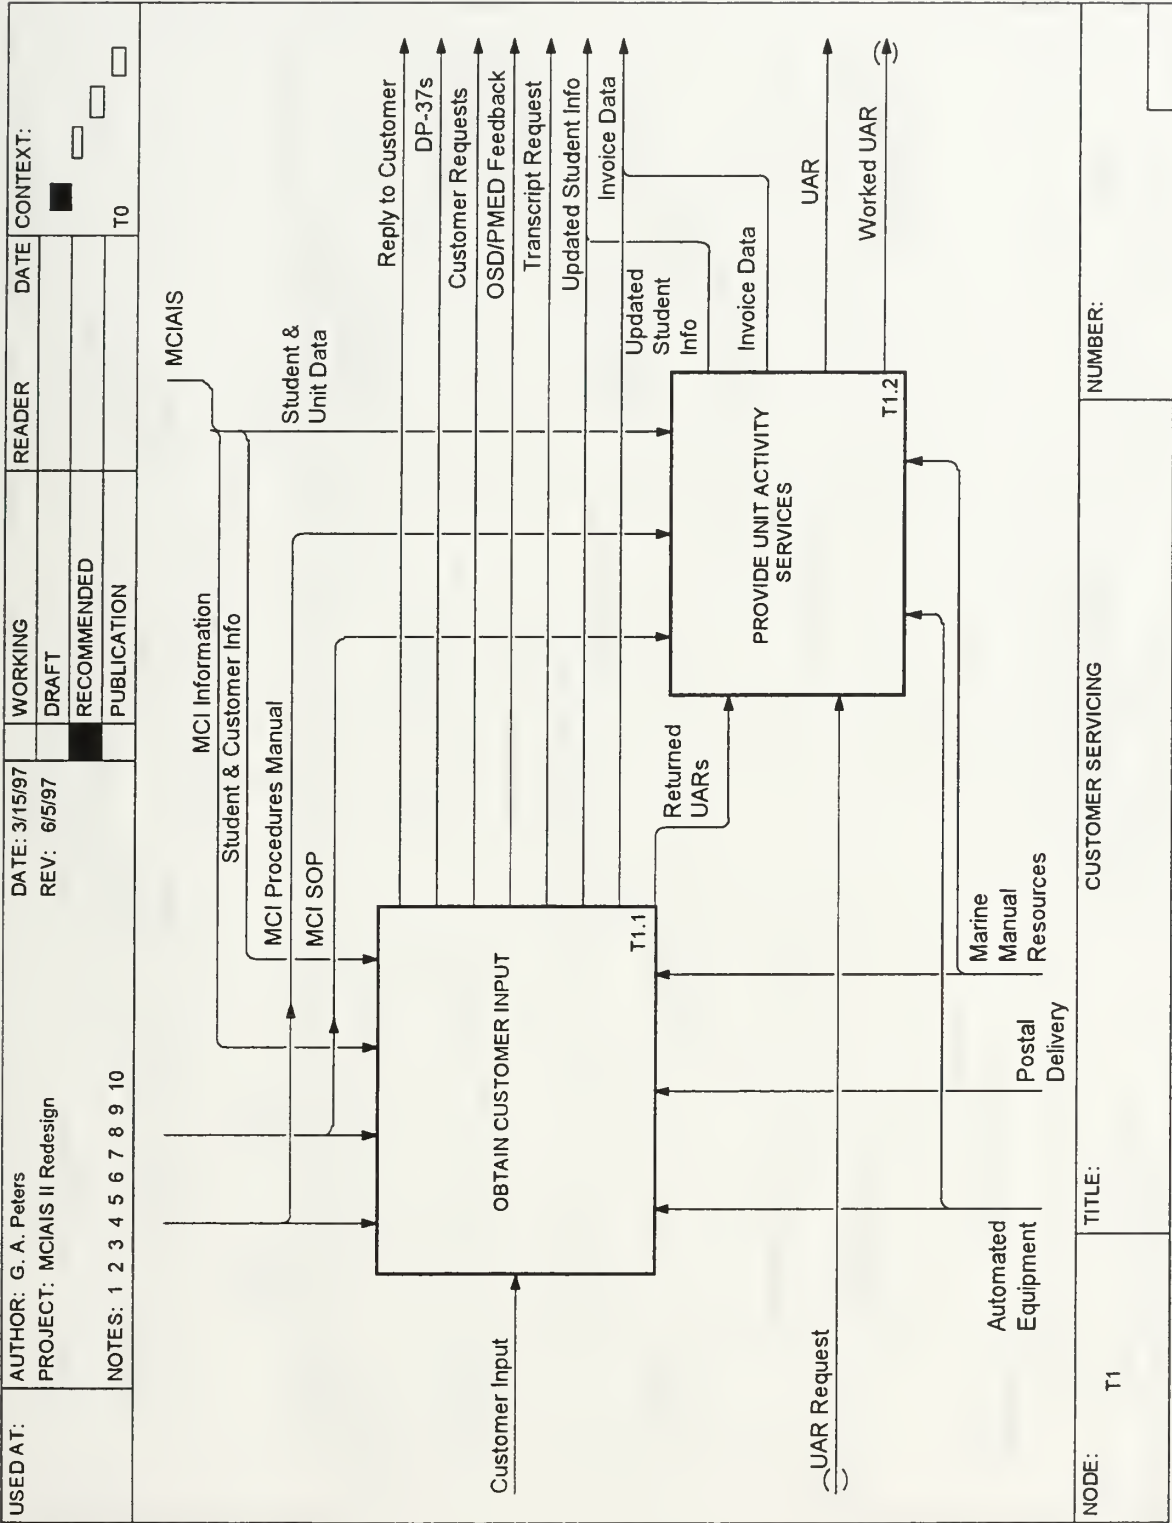 USED AT:
AUTHOR: G. A. Peters
PROJECT: MCIAIS II Redesign
NOTES: 1 2 3 4 5 6 7 8 9 10
DATE: 3/15/97
REV: 6/5/97
WORKING
DRAFT
RECOMMENDED
PUBLICATION
READER
DATE
CONTEXT:
T0
MCIAIS
MCI Information
Student & Customer Info
Student &
Unit Data
MCI Procedures Manual
MCI SOP
Reply to Customer
DP-37s
Customer Requests
OSD/PMED Feedback
Transcript Request
Updated Student Info
Invoice Data
Customer Input
OBTAIN CUSTOMER INPUT
T1.1
Updated
Student
Info
Invoice Data
Returned
UARs
PROVIDE UNIT ACTIVITY
SERVICES
T1.2
UAR
Worked UAR
UAR Request
Automated
Equipment
Postal
Delivery
Marine
Manual
Resources
NODE:
T1
TITLE:
CUSTOMER SERVICING
NUMBER: